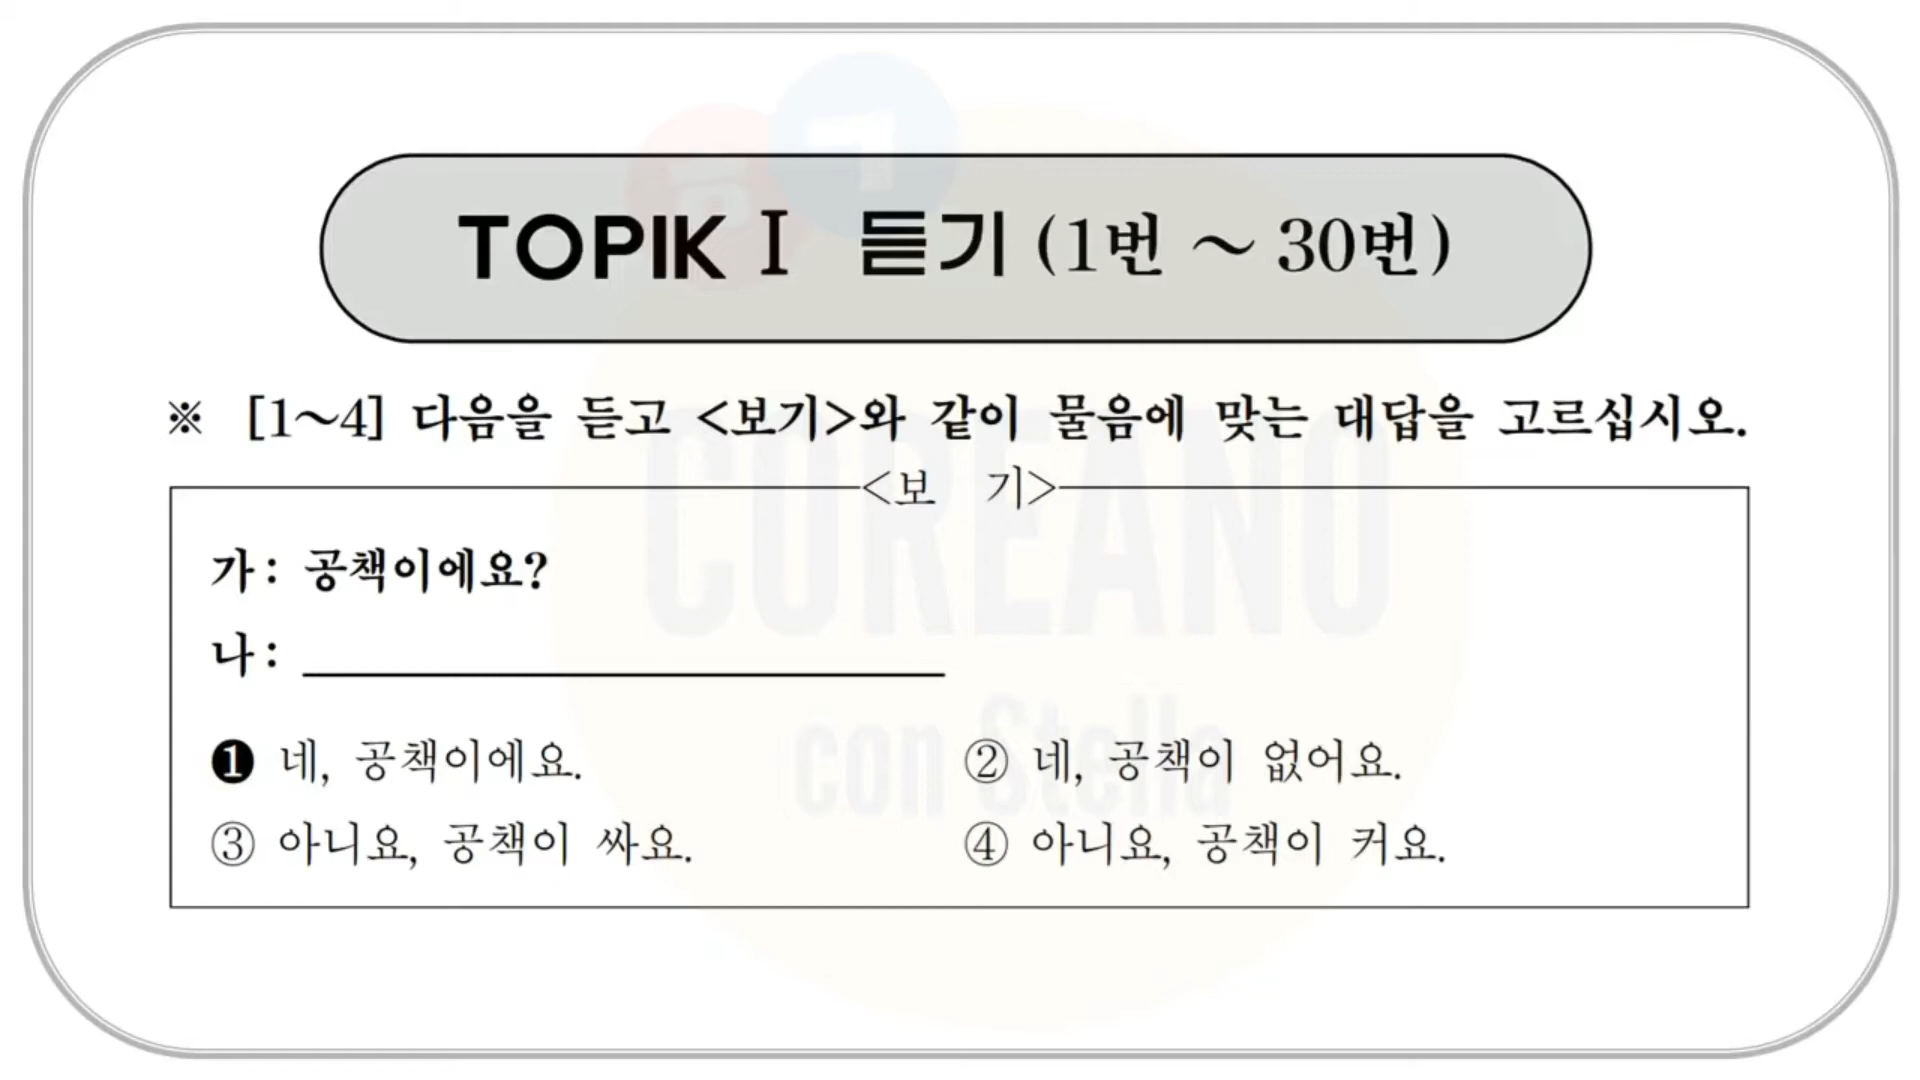 TOPIK Ⅰ 듣기 (1번 ~ 30번)
※ [1~4] 다음을 듣고 <보기>와 같이 물음에 맞는 대답을 고르십시오.
<보 기>
가: 공책이에요?
나: 
❶ 네, 공책이에요. ② 네, 공책이 없어요.
③ 아니요, 공책이 싸요. ④ 아니요, 공책이 커요.
COREANO
con Stella